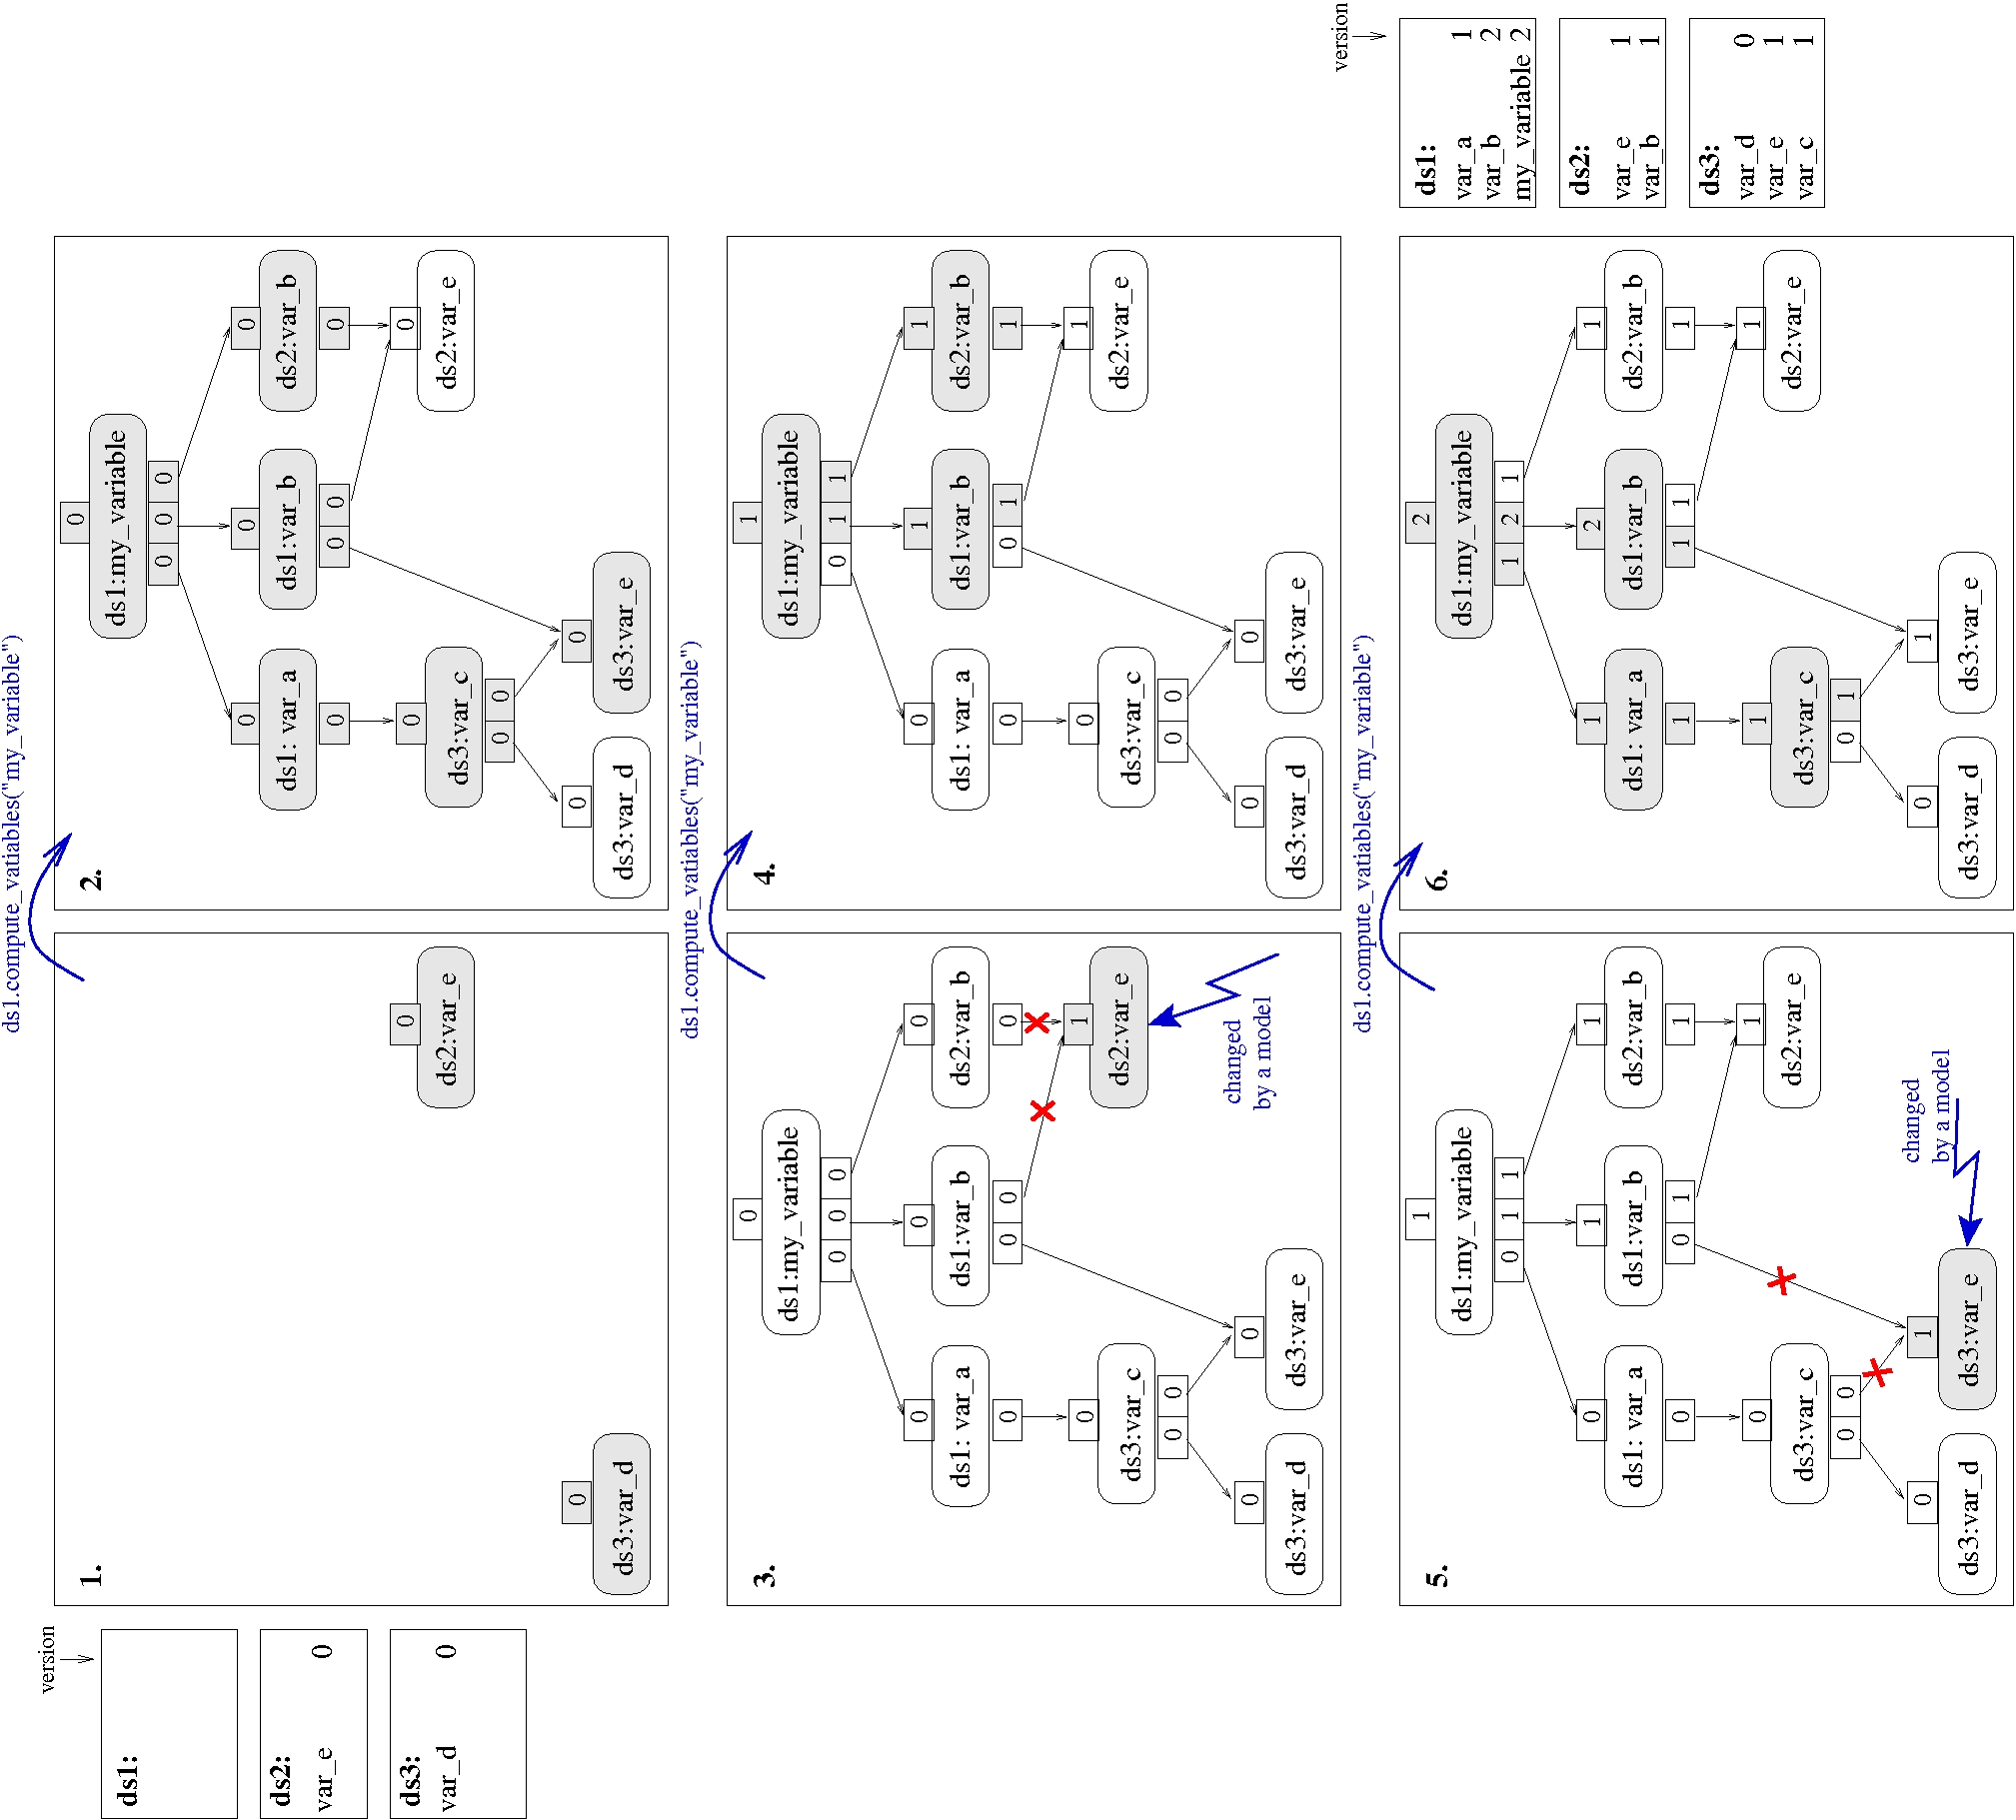 version
ds1:
ds2:
var_e 0
ds3:
var_d 0
ds1.compute_vatiables("my_variable")
1.
0
ds2:var_e
0
ds3:var_d
2.
0
ds1:my_variable
0 0 0
0 0 0
ds1: var_a ds1:var_b ds2:var_b
0 0 0 0
0 0
ds3:var_c ds2:var_e
0 0
0 0
ds3:var_d ds3:var_e
ds1.compute_vatiables("my_variable")
3.
0
ds1:my_variable
0 0 0
0 0 0
ds1: var_a ds1:var_b ds2:var_b
0 0 0 0
0 1
ds3:var_c ds2:var_e
0 0
changed
by a model
0 0
ds3:var_d ds3:var_e
4.
1
ds1:my_variable
0 1 1
0 1 1
ds1: var_a ds1:var_b ds2:var_b
0 0 1 1
0 1
ds3:var_c ds2:var_e
0 0
0 0
ds3:var_d ds3:var_e
ds1.compute_vatiables("my_variable")
5.
1
ds1:my_variable
0 1 1
0 1 1
ds1: var_a ds1:var_b ds2:var_b
0 0 1 1
0 1
ds3:var_c ds2:var_e
0 0
changed
by a model
0 1
ds3:var_d ds3:var_e
6.
2
ds1:my_variable
1 2 1
1 2 1
ds1: var_a ds1:var_b ds2:var_b
1 1 1 1
1 1
ds3:var_c ds2:var_e
0 1
0 1
ds3:var_d ds3:var_e
version
ds1:
var_a 1
var_b 2
my_variable 2
ds2:
var_e 1
var_b 1
ds3:
var_d 0
var_e 1
var_c 1